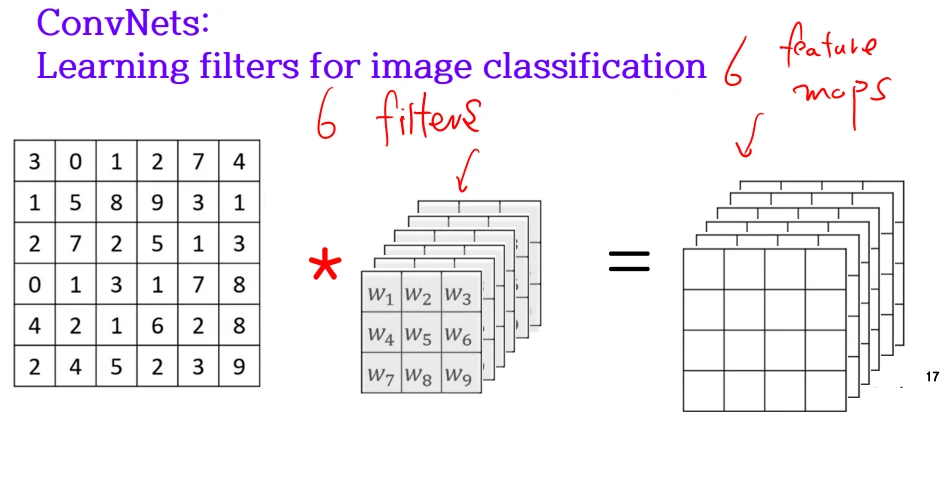 ConvNets:
Learning filters for image classification
6 feature
maps
6 filters
3 0 1 2 7 4
1 5 8 9 3 1
2 7 2 5 1 3
0 1 3 1 7 8
4 2 1 6 2 8
2 4 5 2 3 9
*
w₁ w₂ w₃
w₄ w₅ w₆
w₇ w₈ w₉
=
17